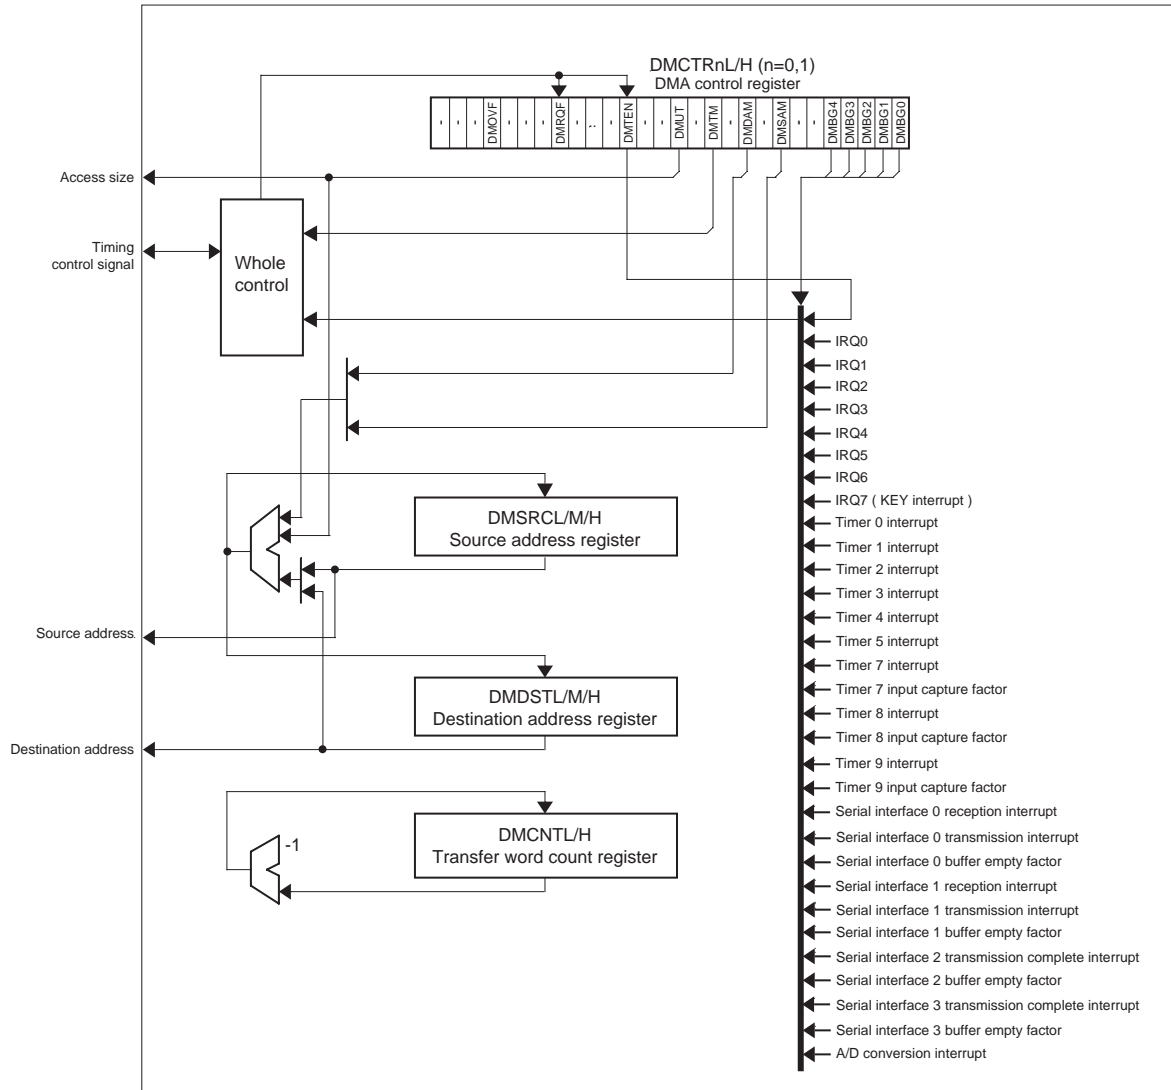 DMCTRnL/H (n=0,1)
DMA control register
- - - DMOVF - - - DMRQF - .. - DMTEN - - DMUT - DMTM - DMDAM - DMSAM - - DMBG4 DMBG3 DMBG2 DMBG1 DMBG0
Access size
Timing
control signal
Whole
control
IRQ0
IRQ1
IRQ2
IRQ3
IRQ4
IRQ5
IRQ6
IRQ7 ( KEY interrupt )
Timer 0 interrupt
Timer 1 interrupt
Timer 2 interrupt
Timer 3 interrupt
Timer 4 interrupt
Timer 5 interrupt
Timer 7 interrupt
Timer 7 input capture factor
Timer 8 interrupt
Timer 8 input capture factor
Timer 9 interrupt
Timer 9 input capture factor
Serial interface 0 reception interrupt
Serial interface 0 transmission interrupt
Serial interface 0 buffer empty factor
Serial interface 1 reception interrupt
Serial interface 1 transmission interrupt
Serial interface 1 buffer empty factor
Serial interface 2 transmission complete interrupt
Serial interface 2 buffer empty factor
Serial interface 3 transmission complete interrupt
Serial interface 3 buffer empty factor
A/D conversion interrupt
DMSRCL/M/H
Source address register
Source address.
DMDSTL/M/H
Destination address register
Destination address
DMCNTL/H
Transfer word count register
-1